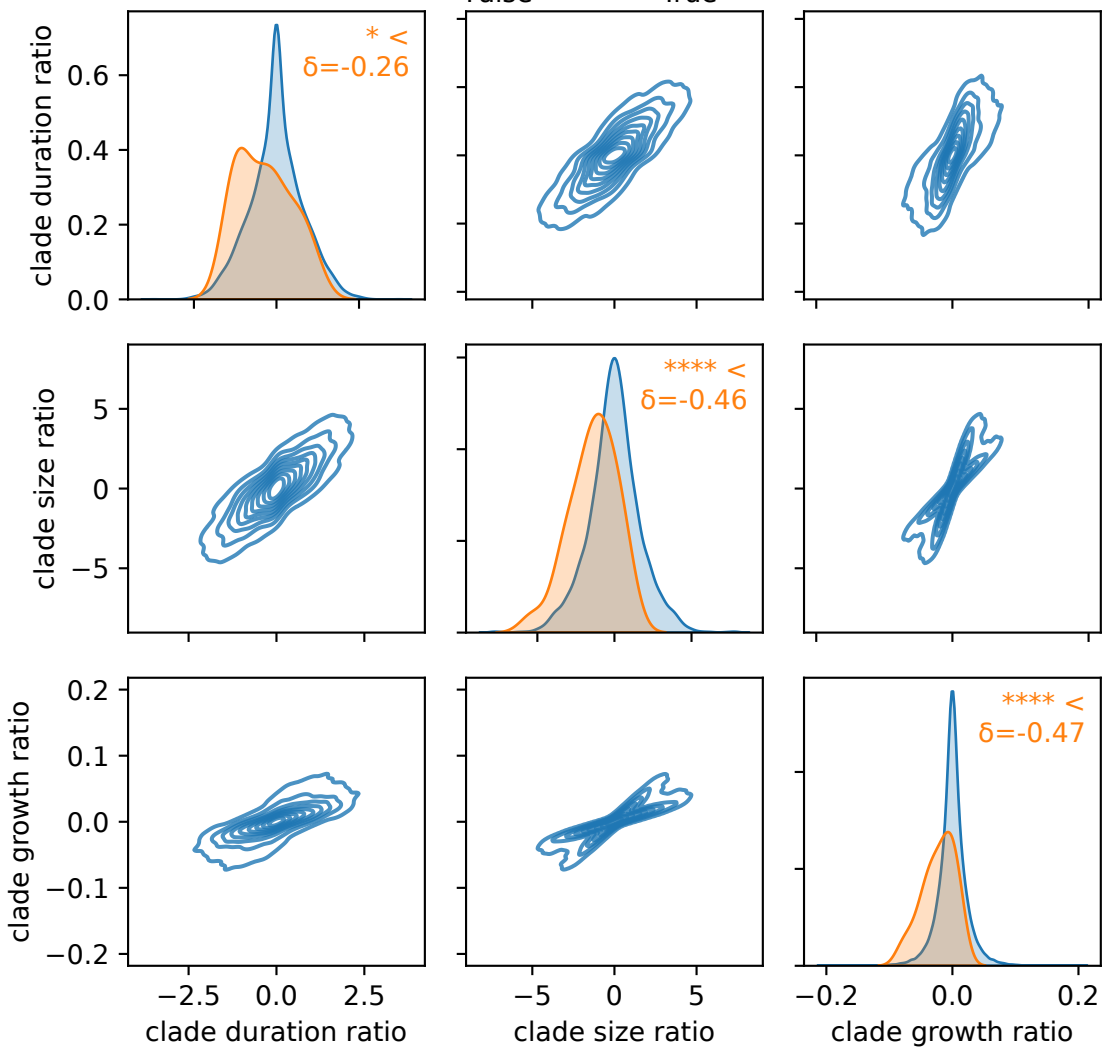 clade duration ratio
0.6
0.4
0.2
0.0
* <
δ=-0.26
clade size ratio
5
0
−5
**** <
δ=-0.46
clade growth ratio
0.2
0.1
0.0
−0.1
−0.2
**** <
δ=-0.47
−2.5 0.0 2.5
−5 0 5
−0.2 0.0 0.2
clade duration ratio
clade size ratio
clade growth ratio